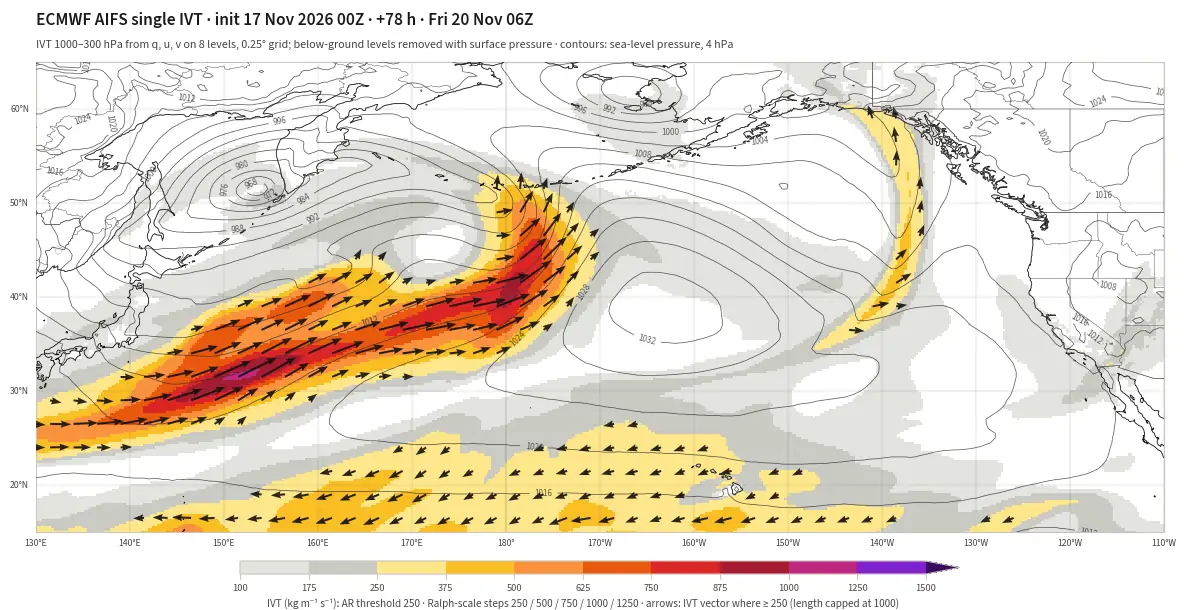 ECMWF AIFS single IVT · init 17 Nov 2026 00Z · +78 h · Fri 20 Nov 06Z
IVT 1000–300 hPa from q, u, v on 8 levels, 0.25° grid; below-ground levels removed with surface pressure · contours: sea-level pressure, 4 hPa
60°N
50°N
40°N
30°N
20°N
1012
1024
1020
1016
996
980
968
976
984
992
988
996
992
1000
1008
1004
1024
1020
1016
1008
1016
1012
1012
1028
1024
1032
1016
130°E 140°E 150°E 160°E 170°E 180° 170°W 160°W 150°W 140°W 130°W 120°W 110°W
100 175 250 375 500 625 750 875 1000 1250 1500
IVT (kg m⁻¹ s⁻¹): AR threshold 250 · Ralph-scale steps 250 / 500 / 750 / 1000 / 1250 · arrows: IVT vector where ≥ 250 (length capped at 1000)